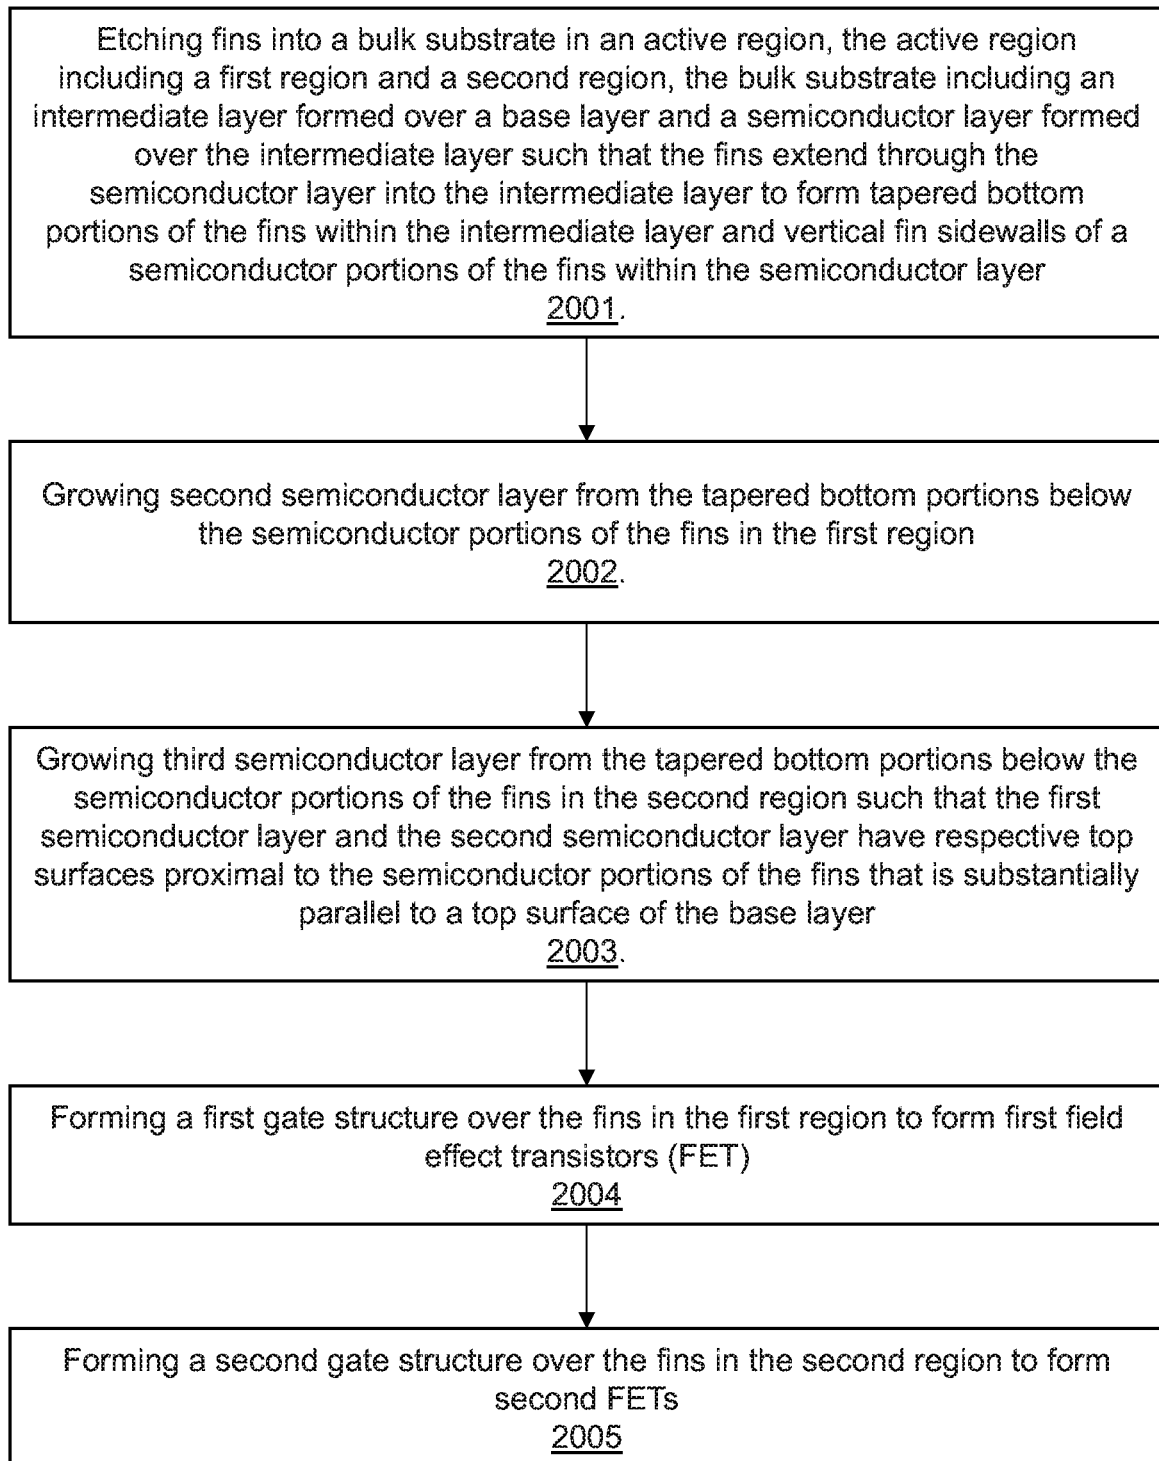 Etching fins into a bulk substrate in an active region, the active region
including a first region and a second region, the bulk substrate including an
intermediate layer formed over a base layer and a semiconductor layer formed
over the intermediate layer such that the fins extend through the
semiconductor layer into the intermediate layer to form tapered bottom
portions of the fins within the intermediate layer and vertical fin sidewalls of a
semiconductor portions of the fins within the semiconductor layer
2001.
Growing second semiconductor layer from the tapered bottom portions below
the semiconductor portions of the fins in the first region
2002.
Growing third semiconductor layer from the tapered bottom portions below the
semiconductor portions of the fins in the second region such that the first
semiconductor layer and the second semiconductor layer have respective top
surfaces proximal to the semiconductor portions of the fins that is substantially
parallel to a top surface of the base layer
2003.
Forming a first gate structure over the fins in the first region to form first field
effect transistors (FET)
2004
Forming a second gate structure over the fins in the second region to form
second FETs
2005